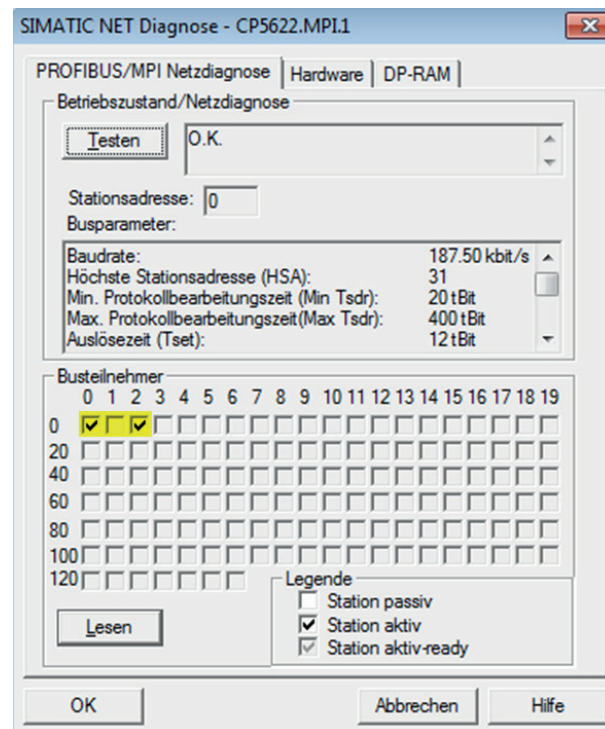 SIMATIC NET Diagnose - CP5622.MPI.1
PROFIBUS/MPI Netzdiagnose Hardware DP-RAM
Betriebszustand/Netzdiagnose
Testen O.K.
Stationsadresse: 0
Busparameter:
Baudrate: 187.50 kbit/s
Höchste Stationsadresse (HSA): 31
Min. Protokollbearbeitungszeit (Min Tsdr): 20 tBit
Max. Protokollbearbeitungszeit(Max Tsdr): 400 tBit
Auslösezeit (Tset): 12 tBit
Busteilnehmer
0 1 2 3 4 5 6 7 8 9 10 11 12 13 14 15 16 17 18 19
0
20
40
60
80
100
120
Legende
Station passiv
Lesen Station aktiv
Station aktiv-ready
OK Abbrechen Hilfe